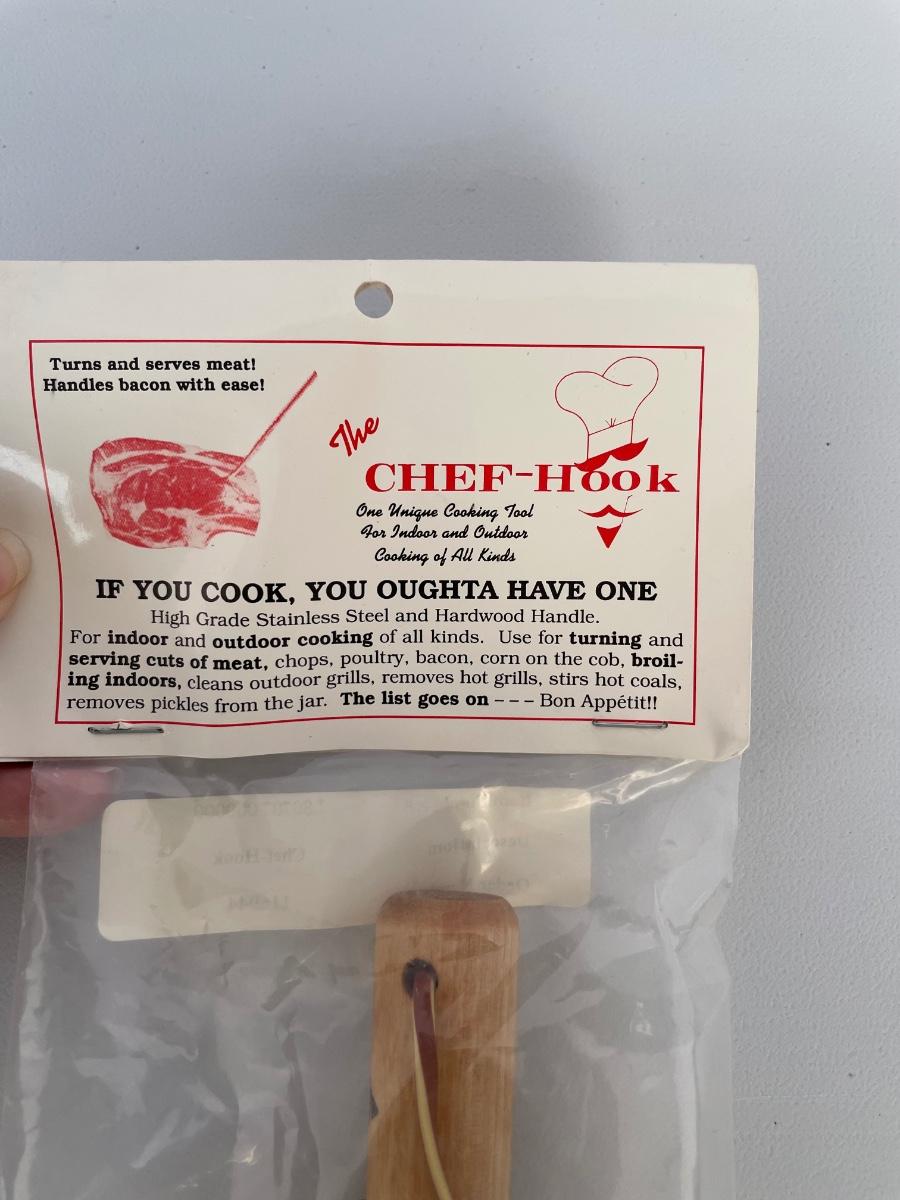 Turns and serves meat!
Handles bacon with ease!
The
CHEF-Hook
One Unique Cooking Tool
For Indoor and Outdoor
Cooking of All Kinds
IF YOU COOK, YOU OUGHTA HAVE ONE
High Grade Stainless Steel and Hardwood Handle.
For indoor and outdoor cooking of all kinds. Use for turning and
serving cuts of meat, chops, poultry, bacon, corn on the cob, broil-
ing indoors, cleans outdoor grills, removes hot grills, stirs hot coals,
removes pickles from the jar. The list goes on – – – Bon Appétit!!
Description
Chef-Hook